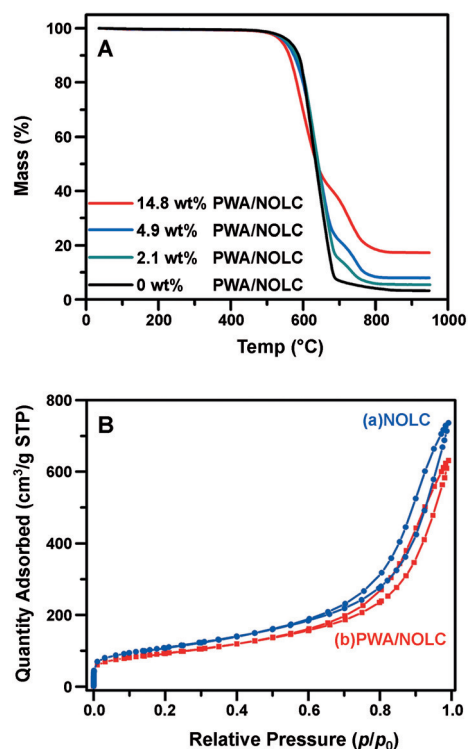 A
100
80
60
40
20
0
Mass (%)
14.8 wt% PWA/NOLC
4.9 wt% PWA/NOLC
2.1 wt% PWA/NOLC
0 wt% PWA/NOLC
0 200 400 600 800 1000
Temp (°C)
B
800
600
400
200
0
Quantity Adsorbed (cm³/g STP)
(a)NOLC
(b)PWA/NOLC
0.0 0.2 0.4 0.6 0.8 1.0
Relative Pressure (p/p₀)